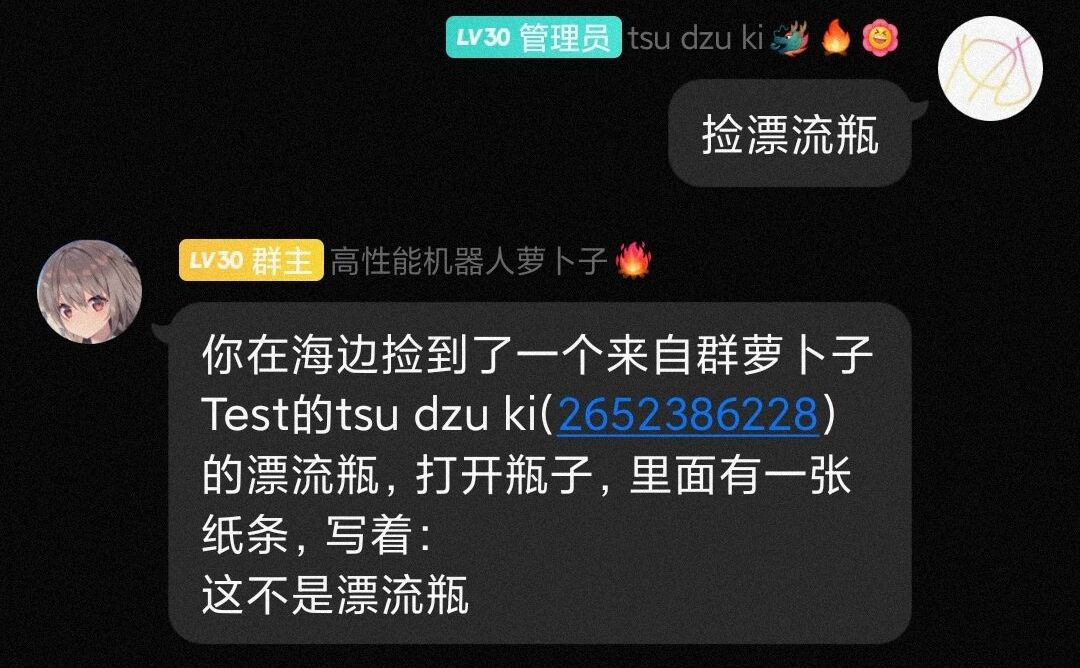 LV30 管理员 tsu dzu ki
捡漂流瓶
LV30 群主 高性能机器人萝卜子
你在海边捡到了一个来自群萝卜子
Test的tsu dzu ki(2652386228)
的漂流瓶，打开瓶子，里面有一张
纸条，写着：
这不是漂流瓶